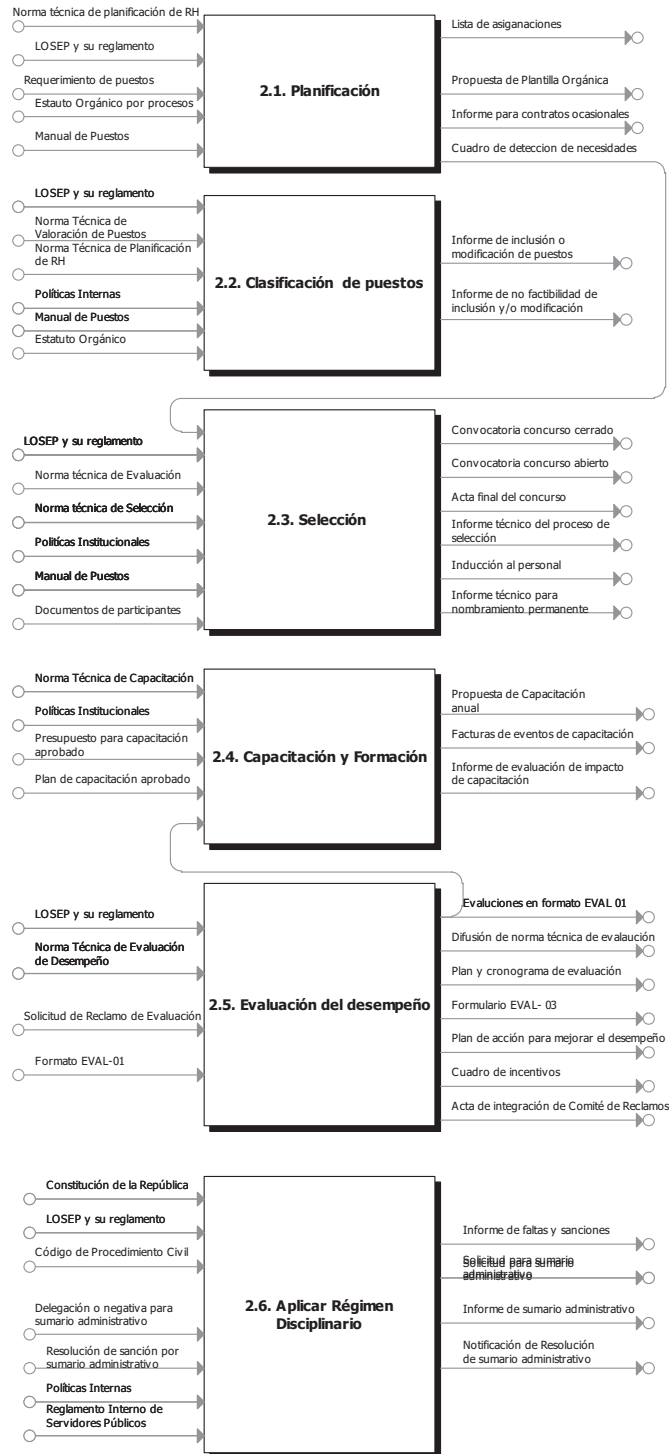 Norma técnica de planificación de RH
LOSEP y su reglamento
Requerimiento de puestos
Estauto Orgánico por procesos
Manual de Puestos
2.1. Planificación
Lista de asiganaciones
Propuesta de Plantilla Orgánica
Informe para contratos ocasionales
Cuadro de deteccion de necesidades
LOSEP y su reglamento
Norma Técnica de
Valoración de Puestos
Norma Técnica de Planificación
de RH
Políticas Internas
Manual de Puestos
Estatuto Orgánico
2.2. Clasificación de puestos
Informe de inclusión o
modificación de puestos
Informe de no factibilidad de
inclusión y/o modificación
LOSEP y su reglamento
Norma técnica de Evaluación
Norma técnica de Selección
Politícas Institucionales
Manual de Puestos
Documentos de participantes
2.3. Selección
Convocatoria concurso cerrado
Convocatoria concurso abierto
Acta final del concurso
Informe técnico del proceso de
selección
Inducción al personal
Informe técnico para
nombramiento permanente
Norma Técnica de Capacitación
Políticas Institucionales
Presupuesto para capacitación
aprobado
Plan de capacitación aprobado
2.4. Capacitación y Formación
Propuesta de Capacitación
anual
Facturas de eventos de capacitación
Informe de evaluación de impacto
de capacitación
LOSEP y su reglamento
Norma Técnica de Evaluación
de Desempeño
Solicitud de Reclamo de Evaluación
Formato EVAL-01
2.5. Evaluación del desempeño
Evaluciones en formato EVAL 01
Difusión de norma técnica de evalaución
Plan y cronograma de evaluación
Formulario EVAL- 03
Plan de acción para mejorar el desempeño
Cuadro de incentivos
Acta de integración de Comité de Reclamos
Constitución de la República
LOSEP y su reglamento
Código de Procedimiento Civil
Delegación o negativa para
sumario administrativo
Resolución de sanción por
sumario administrativo
Políticas Internas
Reglamento Interno de
Servidores Públicos
2.6. Aplicar Régimen
Disciplinario
Informe de faltas y sanciones
Solicitud para sumario
administrativo
Informe de sumario administrativo
Notificación de Resolución
de sumario administrativo